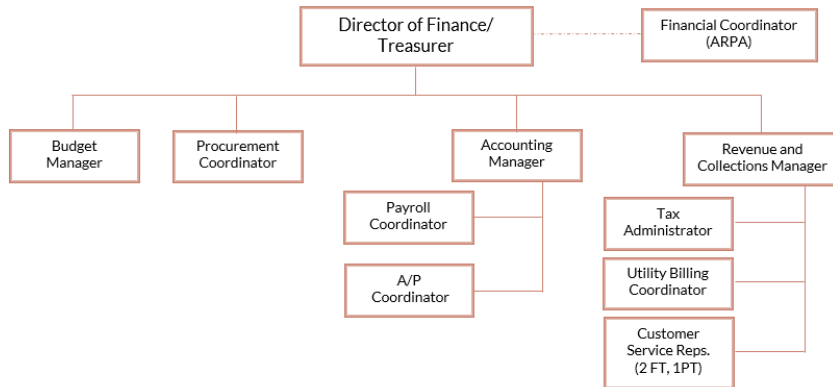 Director of Finance/
Treasurer
Financial Coordinator
(ARPA)
Budget
Manager
Procurement
Coordinator
Accounting
Manager
Revenue and
Collections Manager
Payroll
Coordinator
A/P
Coordinator
Tax
Administrator
Utility Billing
Coordinator
Customer
Service Reps.
(2 FT, 1PT)